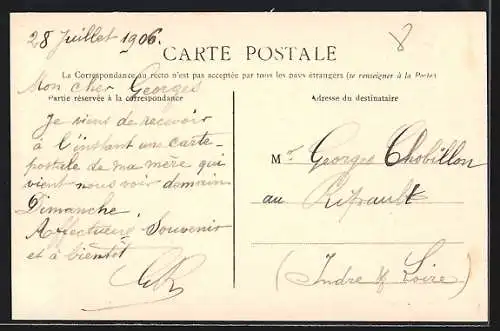 28 Juillet 1906.
8
CARTE POSTALE
La Correspondance au recto n'est pas acceptée par tous les pays étrangers (se renseigner à la Poste)
Mon cher Georges
Partie réservée à la correspondance
Je viens de recevoir
à l'instant une carte-
postale de ma mère qui
vient nous voir demain
Dimanche.
Affectueux Souvenir
et à bientôt
Adresse du destinataire
Mr Georges Chobillon
au Ripault
(Indre & Loire)